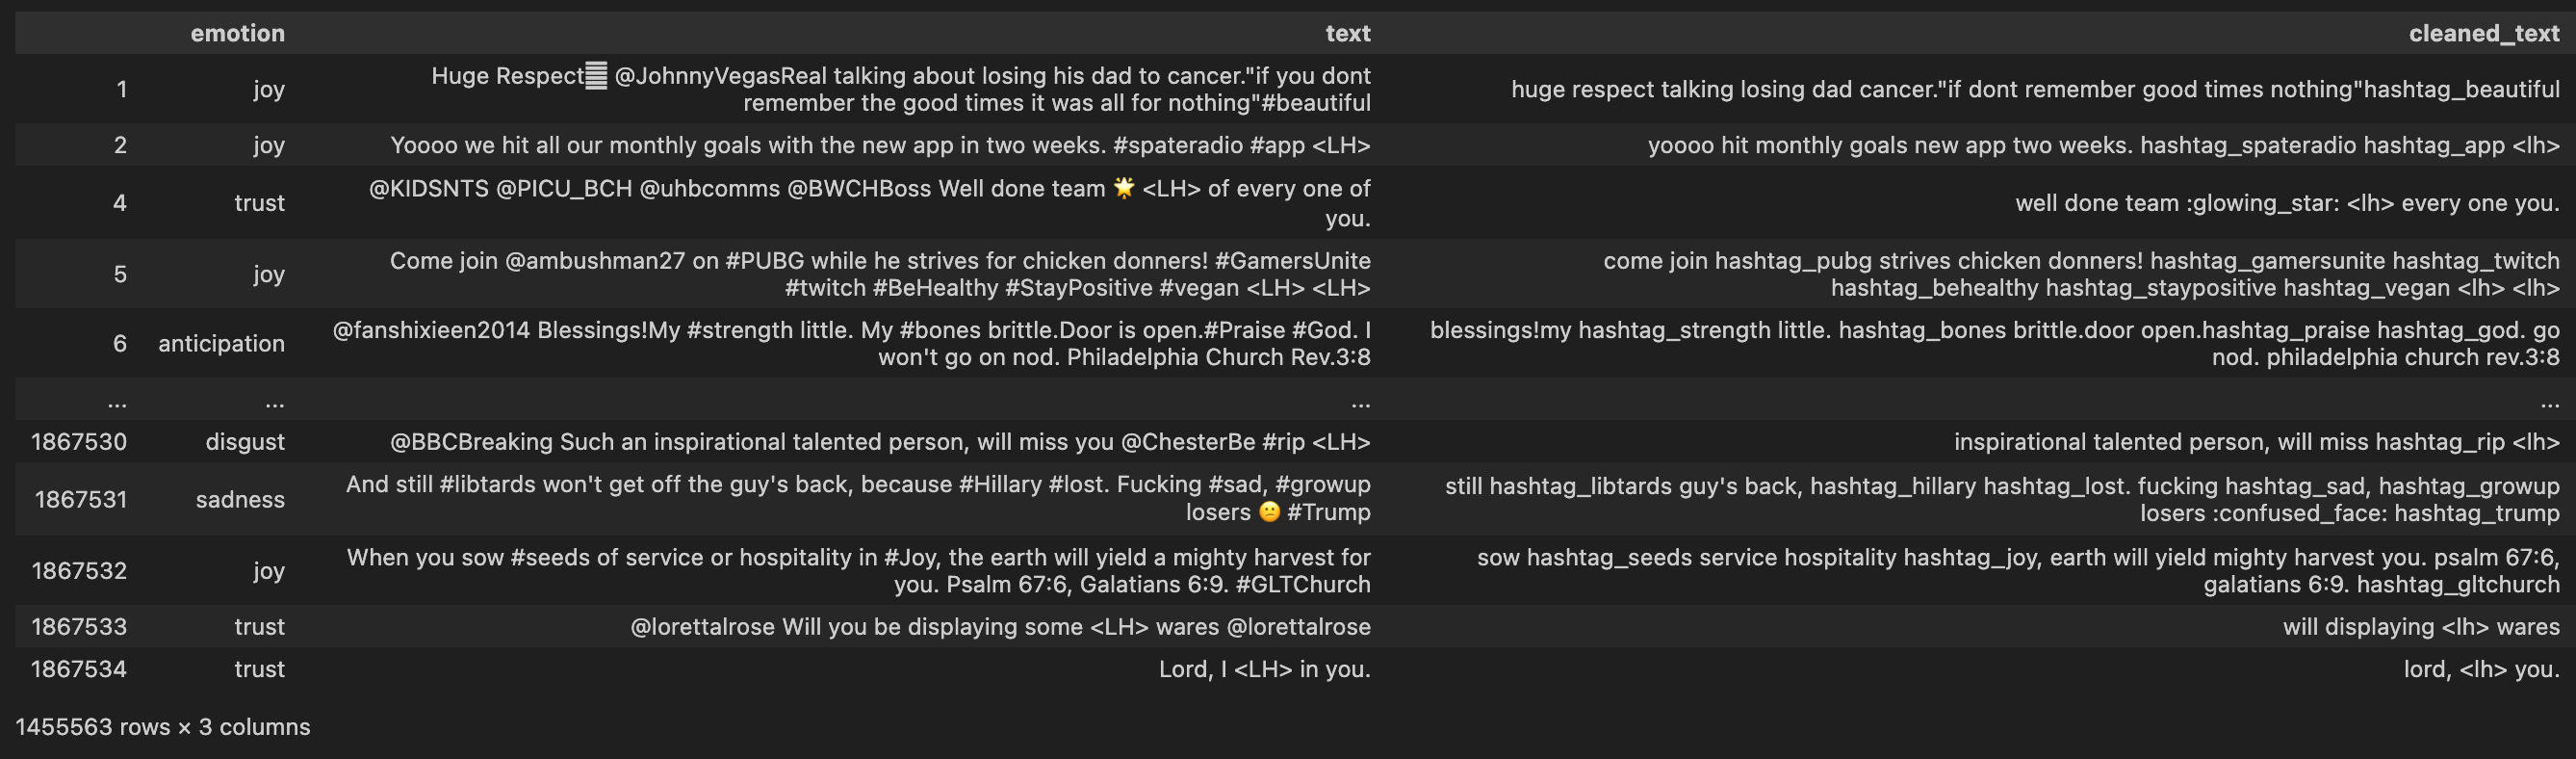 emotion text cleaned_text
1 joy Huge Respect @JohnnyVegasReal talking about losing his dad to cancer."if you dont
remember the good times it was all for nothing"#beautiful
huge respect talking losing dad cancer."if dont remember good times nothing"hashtag_beautiful
2 joy Yoooo we hit all our monthly goals with the new app in two weeks. #spateradio #app <LH>
yoooo hit monthly goals new app two weeks. hashtag_spateradio hashtag_app <lh>
4 trust @KIDSNTS @PICU_BCH @uhbcomms @BWCHBoss Well done team 🌟 <LH> of every one of
you.
well done team :glowing_star: <lh> every one you.
5 joy Come join @ambushman27 on #PUBG while he strives for chicken donners! #GamersUnite
#twitch #BeHealthy #StayPositive #vegan <LH> <LH>
come join hashtag_pubg strives chicken donners! hashtag_gamersunite hashtag_twitch
hashtag_behealthy hashtag_staypositive hashtag_vegan <lh> <lh>
6 anticipation @fanshixieen2014 Blessings!My #strength little. My #bones brittle.Door is open.#Praise #God. I
won't go on nod. Philadelphia Church Rev.3:8
blessings!my hashtag_strength little. hashtag_bones brittle.door open.hashtag_praise hashtag_god. go
nod. philadelphia church rev.3:8
... ... ... ...
1867530 disgust @BBCBreaking Such an inspirational talented person, will miss you @ChesterBe #rip <LH>
inspirational talented person, will miss hashtag_rip <lh>
1867531 sadness And still #libtards won't get off the guy's back, because #Hillary #lost. Fucking #sad, #growup
losers 😕 #Trump
still hashtag_libtards guy's back, hashtag_hillary hashtag_lost. fucking hashtag_sad, hashtag_growup
losers :confused_face: hashtag_trump
1867532 joy When you sow #seeds of service or hospitality in #Joy, the earth will yield a mighty harvest for
you. Psalm 67:6, Galatians 6:9. #GLTChurch
sow hashtag_seeds service hospitality hashtag_joy, earth will yield mighty harvest you. psalm 67:6,
galatians 6:9. hashtag_gltchurch
1867533 trust @lorettalrose Will you be displaying some <LH> wares @lorettalrose
will displaying <lh> wares
1867534 trust Lord, I <LH> in you.
lord, <lh> you.
1455563 rows × 3 columns